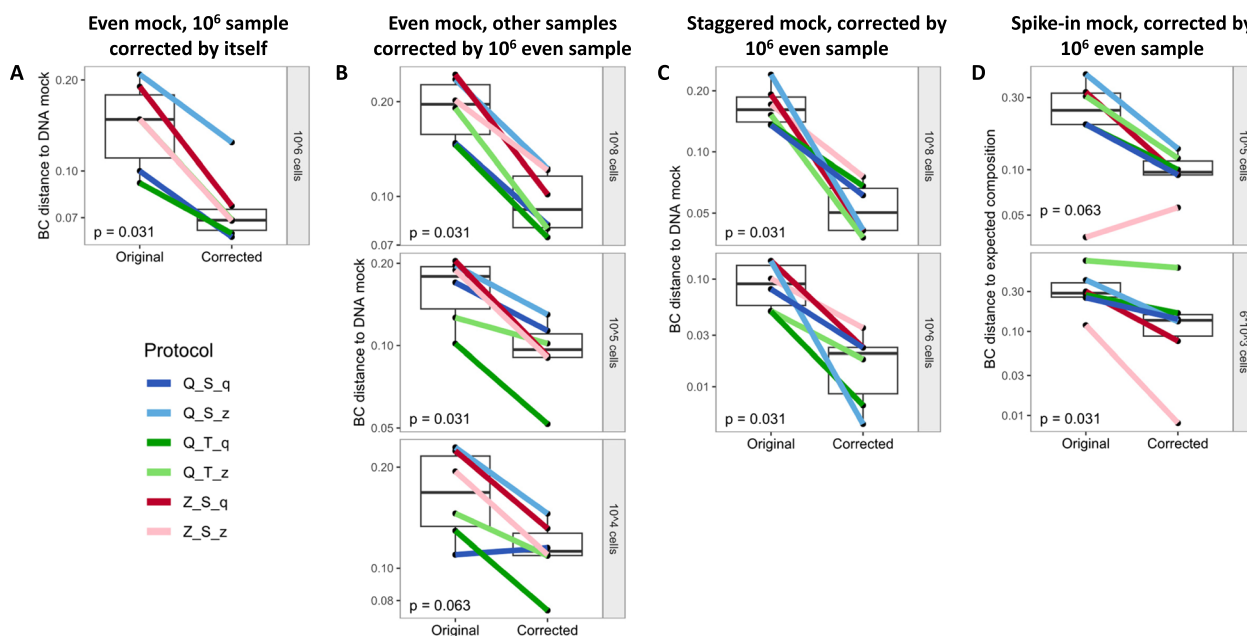 Even mock, 10⁶ sample
corrected by itself
A
BC distance to DNA mock
0.20
0.10
0.07
p = 0.031
Original
Corrected
10^6 cells
Protocol
Q_S_q
Q_S_z
Q_T_q
Q_T_z
Z_S_q
Z_S_z
Even mock, other samples
corrected by 10⁶ even sample
B
BC distance to DNA mock
0.20
0.10
0.07
p = 0.031
10^8 cells
0.20
0.10
0.05
p = 0.031
10^5 cells
0.20
0.10
0.08
p = 0.063
10^4 cells
Original
Corrected
Staggered mock, corrected by
10⁶ even sample
C
BC distance to DNA mock
0.20
0.10
0.05
p = 0.031
10^8 cells
0.10
0.03
0.01
p = 0.031
10^6 cells
Original
Corrected
Spike-in mock, corrected by
10⁶ even sample
D
BC distance to expected composition
0.30
0.10
0.05
p = 0.063
10^5 cells
0.30
0.10
0.03
0.01
p = 0.031
6*10^3 cells
Original
Corrected